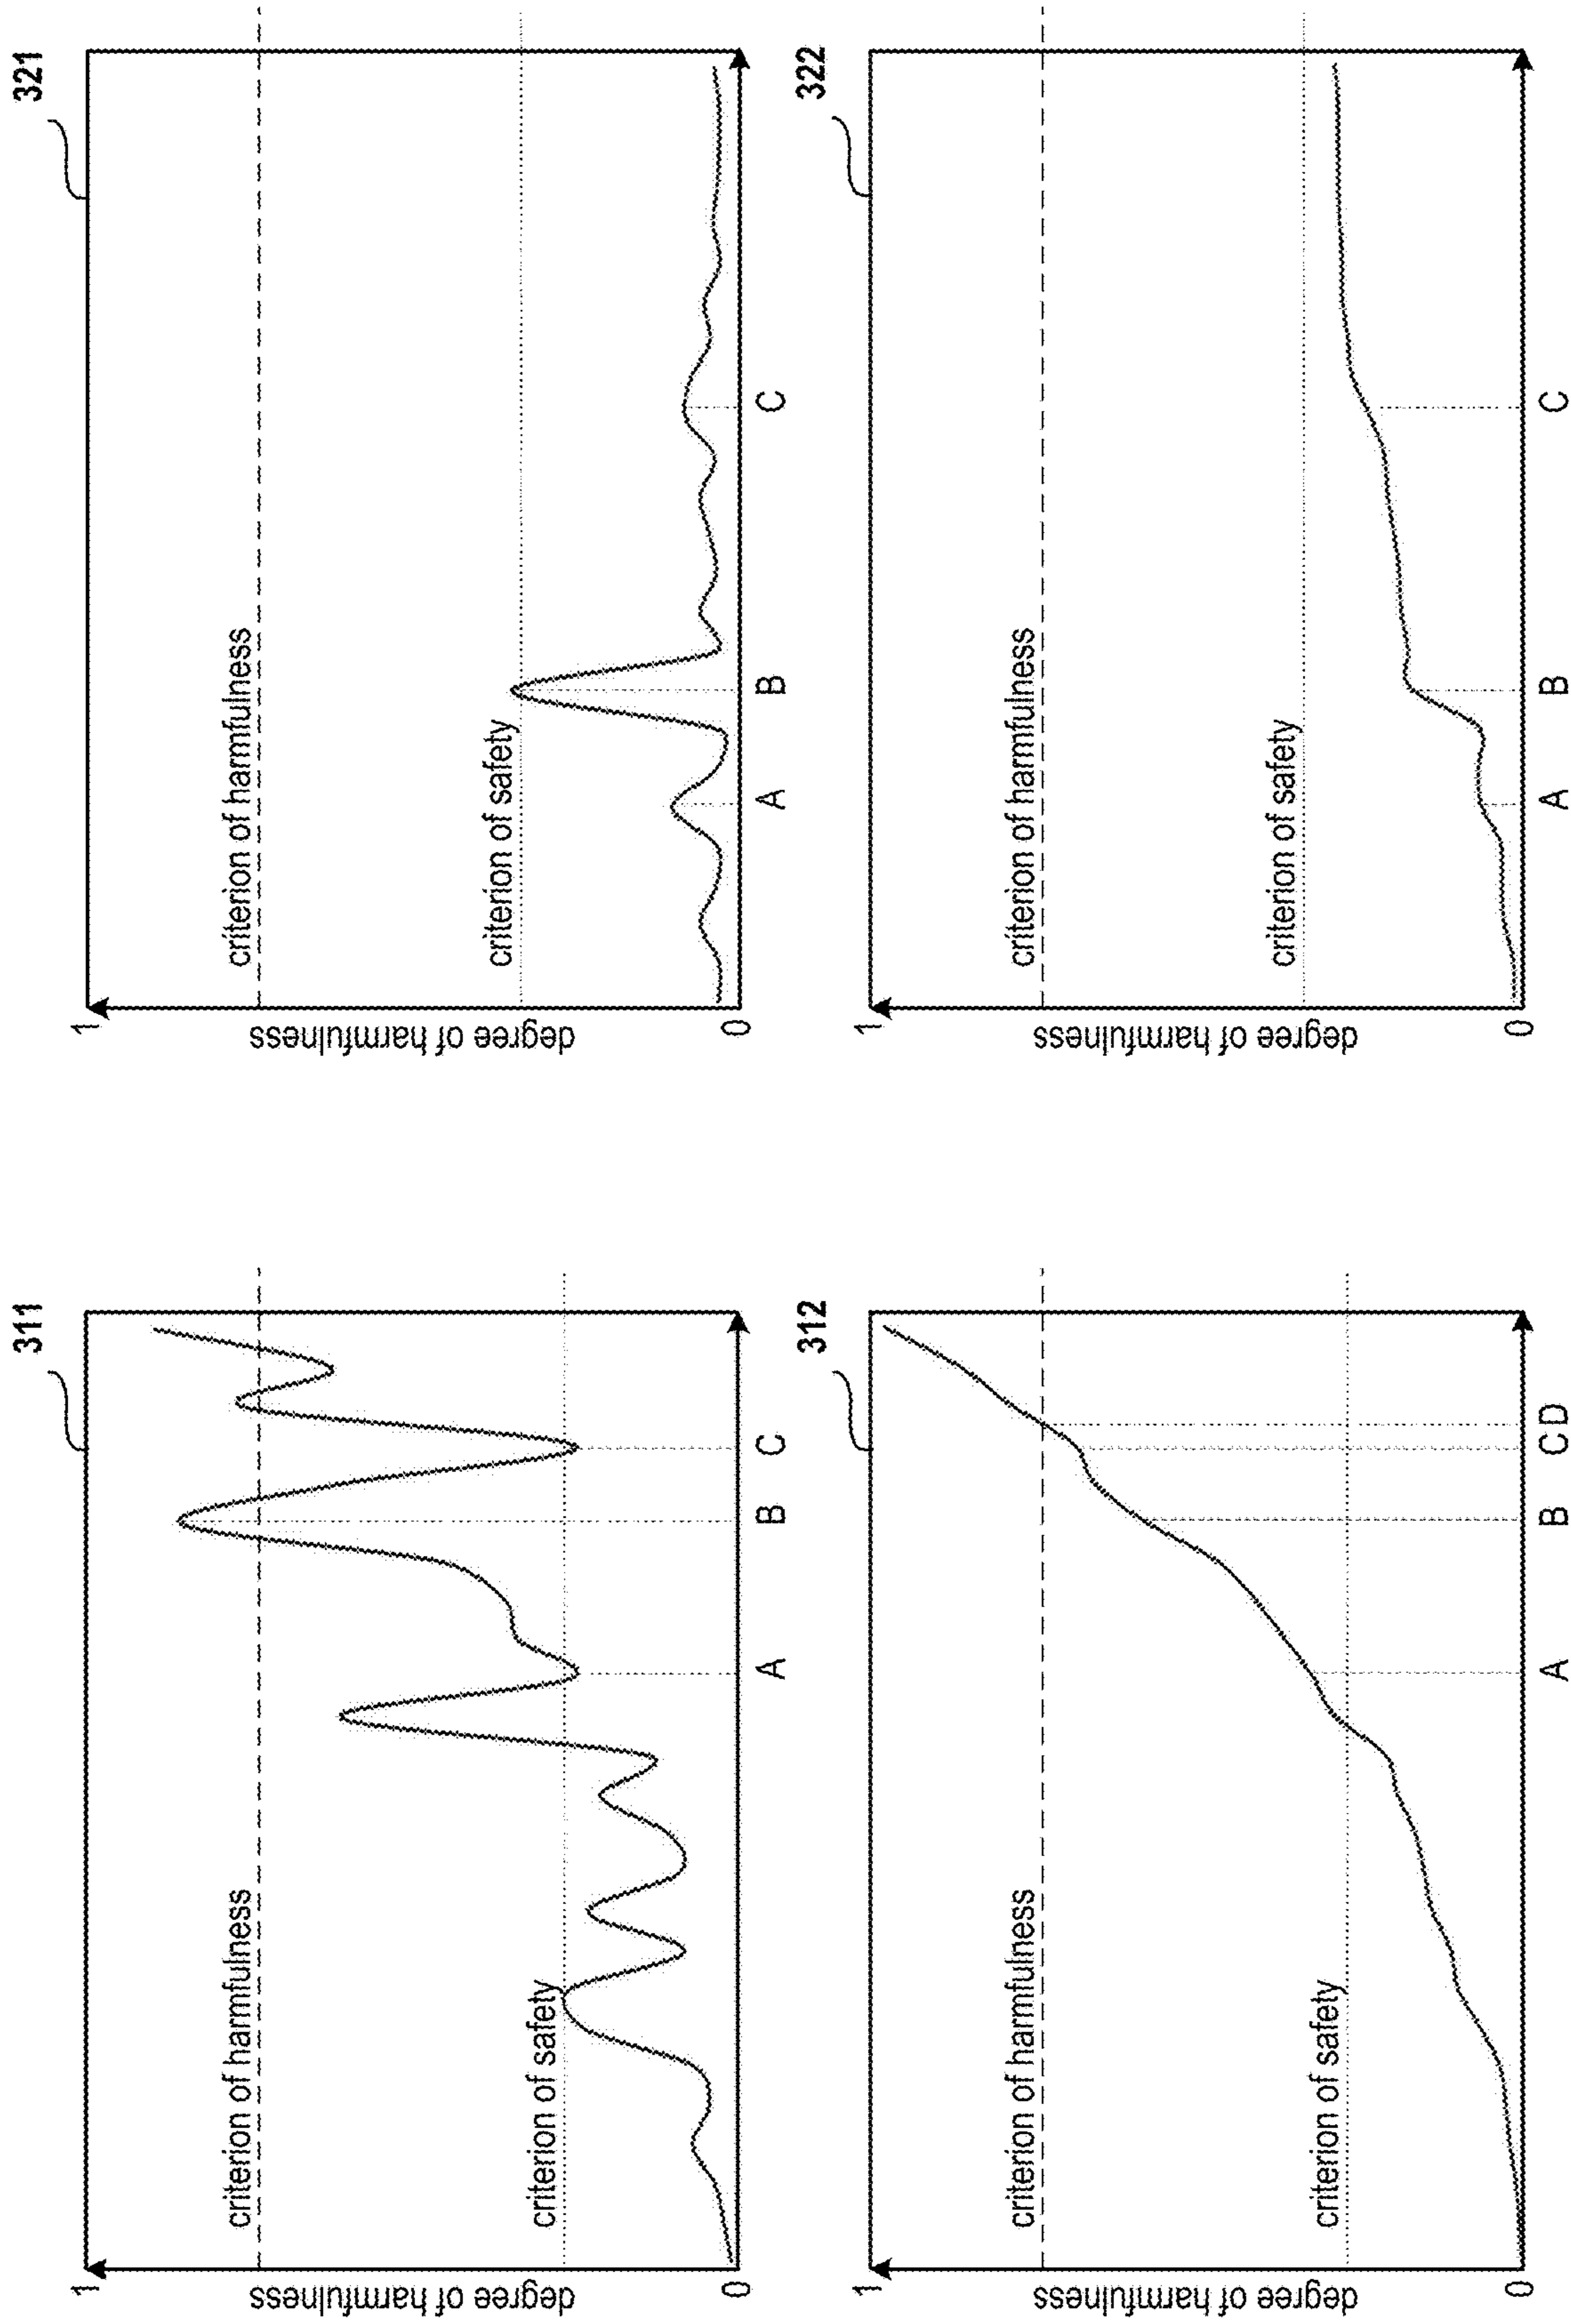 311
1
criterion of harmfulness
criterion of safety
degree of harmfulness
0
A
B
C
312
1
criterion of harmfulness
criterion of safety
degree of harmfulness
0
A
B
C
D
321
1
criterion of harmfulness
criterion of safety
degree of harmfulness
0
A
B
C
322
1
criterion of harmfulness
criterion of safety
degree of harmfulness
0
A
B
C